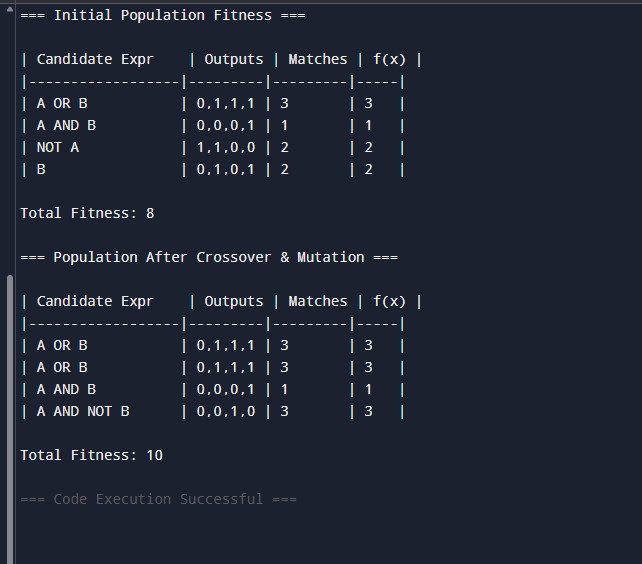 === Initial Population Fitness ===
| Candidate Expr    | Outputs | Matches | f(x) |
|------------------|---------|---------|-----|
| A OR B           | 0,1,1,1 | 3       | 3   |
| A AND B          | 0,0,0,1 | 1       | 1   |
| NOT A            | 1,1,0,0 | 2       | 2   |
| B                | 0,1,0,1 | 2       | 2   |
Total Fitness: 8
=== Population After Crossover & Mutation ===
| Candidate Expr    | Outputs | Matches | f(x) |
|------------------|---------|---------|-----|
| A OR B           | 0,1,1,1 | 3       | 3   |
| A OR B           | 0,1,1,1 | 3       | 3   |
| A AND B          | 0,0,0,1 | 1       | 1   |
| A AND NOT B      | 0,0,1,0 | 3       | 3   |
Total Fitness: 10
=== Code Execution Successful ===